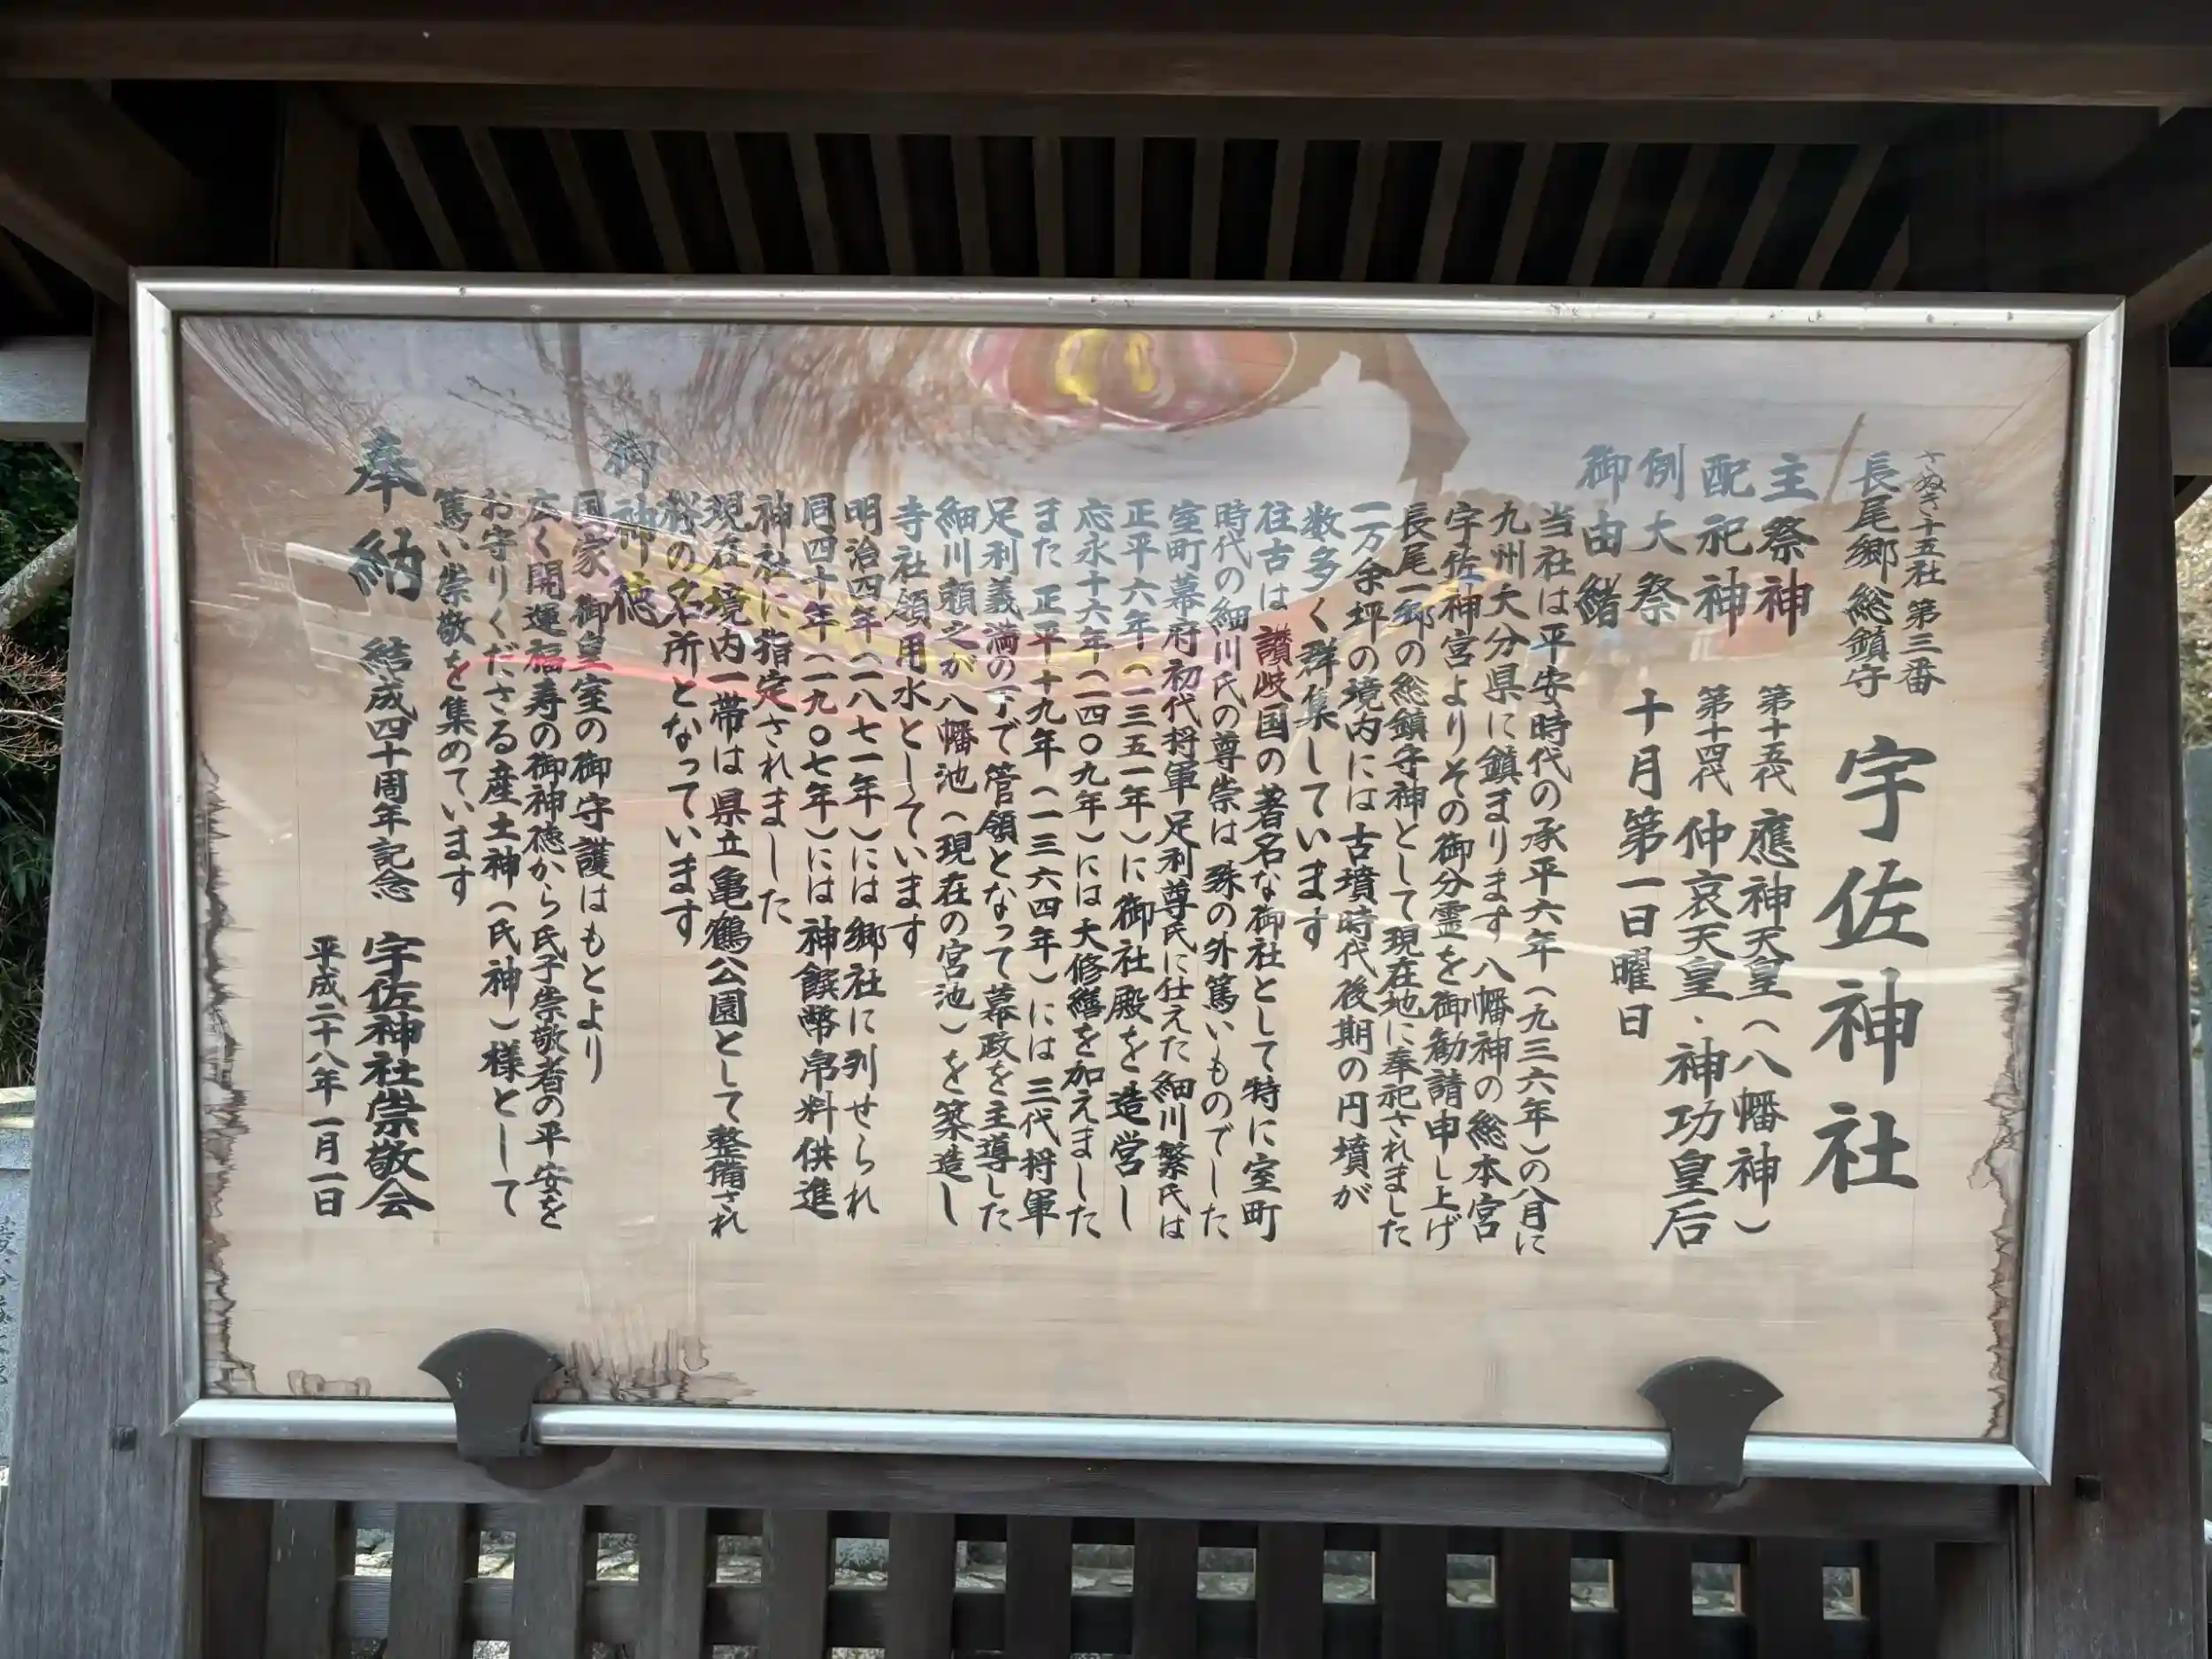 さぬき十五社 第三番
長尾郷 総鎮守
宇佐神社
主祭神 第十五代 應神天皇（八幡神）
配祀神 第十四代 仲哀天皇・神功皇后
例大祭 十月第一日曜日
御由緒
当社は平安時代の承平六年（九三六年）の八月に
九州大分県に鎮まります八幡神の総本宮
宇佐神宮よりその御分霊を御勧請申し上げ
長尾一郷の総鎮守神として現在地に奉祀されました
一万余坪の境内には古墳時代後期の円墳が
数多く群集しています
往古は讃岐国の著名な御社として特に室町
時代の細川氏の尊崇は殊の外篤いものでした
室町幕府初代将軍足利尊氏に仕えた細川繁氏は
正平六年（一三五一年）に御社殿を造営し
応永十六年（一四〇九年）には大修繕を加えました
また 正平十九年（一三六四年）には三代将軍
足利義満の下で管領となって幕政を主導した
細川頼之が八幡池（現在の宮池）を築造し
寺社領用水としています
明治四年（一八七一年）には郷社に列せられ
同四十年（一九〇七年）には神饌幣帛料供進
神社に指定されました
現在 境内一帯は県立亀鶴公園として整備され
桜の名所となっています
御神徳
国家 御皇室の御守護はもとより
広く開運福寿の御神徳から氏子崇敬者の平安を
お守りくださる産土神（氏神）様として
篤い崇敬を集めています
奉納 結成四十周年記念 宇佐神社崇敬会
平成二十八年一月一日